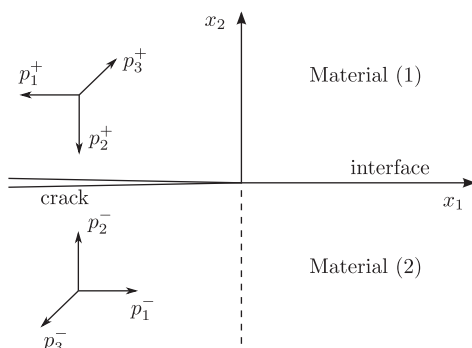 x₂
p₃⁺
Material (1)
p₁⁺
p₂⁺
interface
crack
x₁
p₂⁻
Material (2)
p₁⁻
p₃⁻